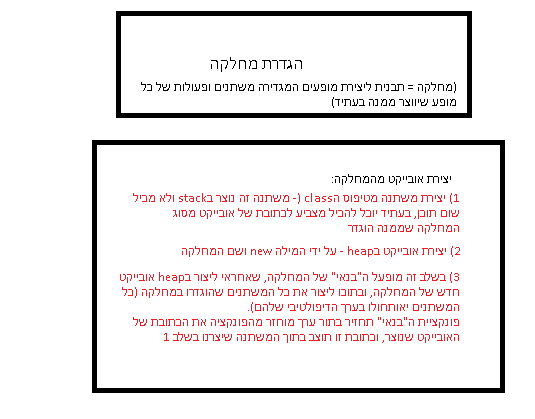 הגדרת מחלקה
(מחלקה = תבנית ליצירת מופעים המגדירה משתנים ופעולות של כל
מופע שיווצר ממנה בעתיד)
יצירת אובייקט מהמחלקה:
1) יצירת משתנה מטיפוס הclass (- משתנה זה נוצר בstack ולא מכיל
שום תוכן, בעתיד יוכל להכיל מצביע לכתובת של אובייקט מסוג
המחלקה שממנה הוגדר
2) יצירת אובייקט בheap - על ידי המילה new ושם המחלקה
3) בשלב זה מופעל ה"בנאי" של המחלקה, שאחראי ליצור בheap אובייקט
חדש של המחלקה, ובתוכו ליצור את כל המשתנים שהוגדרו במחלקה (כל
המשתנים יאותחולו בערך הדיפולטיבי שלהם).
פונקציית ה"בנאי" תחזיר בתור ערך מוחזר מהפונקציה את הכתובת של
האובייקט שנוצר, וכתובת זו תוצב בתוך המשתנה שיצרנו בשלב 1